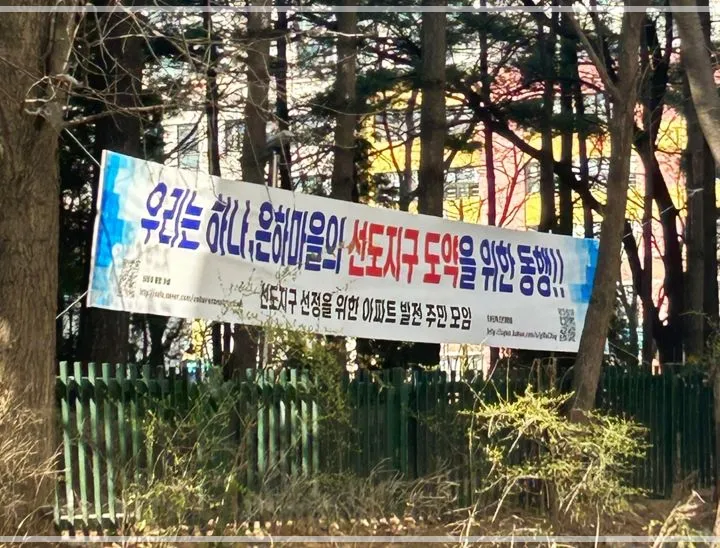 우리는 하나, 은하마을의 선도지구 도약을 위한 동행!!
선도지구 선정을 위한 아파트 발전 주민 모암